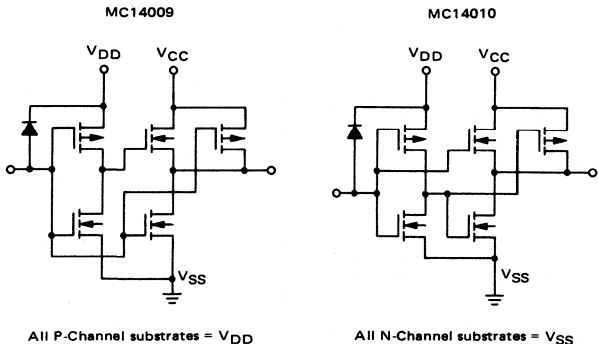 MC14009
MC14010
VDD
VCC
VDD
VCC
VSS
VSS
All P-Channel substrates = VDD
All N-Channel substrates = VSS